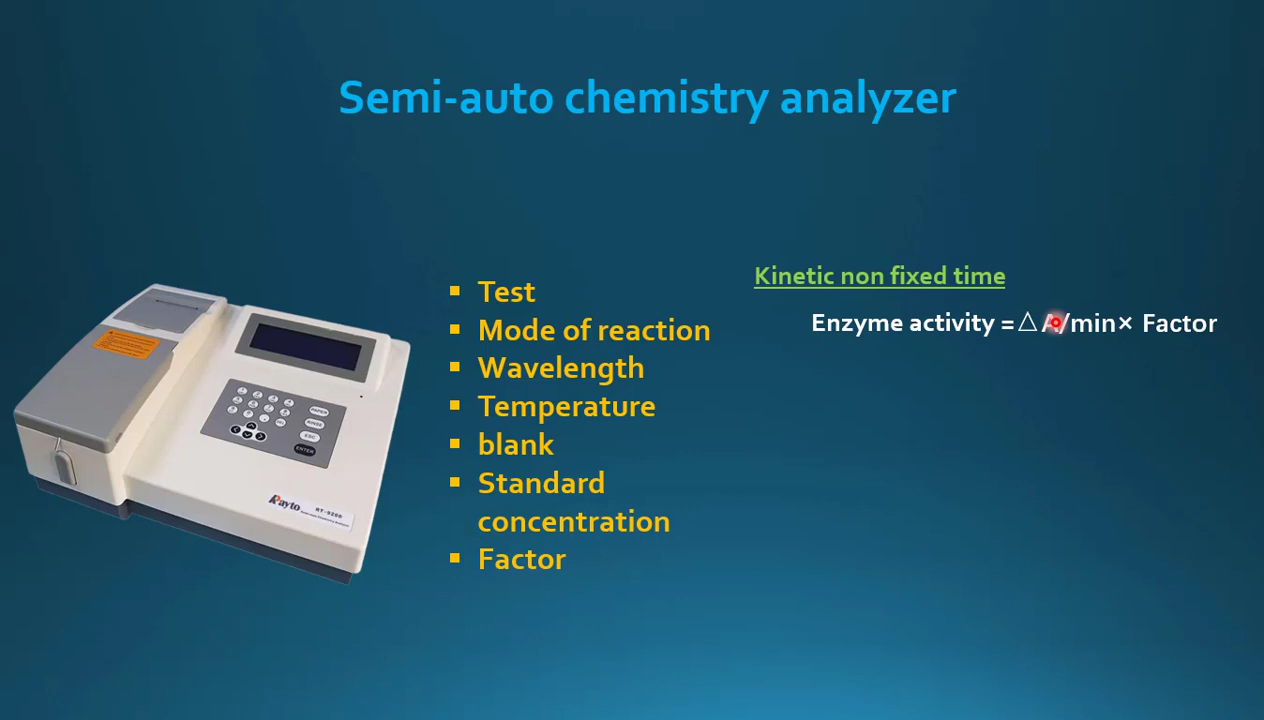 Semi-auto chemistry analyzer
Test
Mode of reaction
Wavelength
Temperature
blank
Standard
concentration
Factor
Kinetic non fixed time
Enzyme activity =△A/min× Factor
Rayto
ESC
ENTER